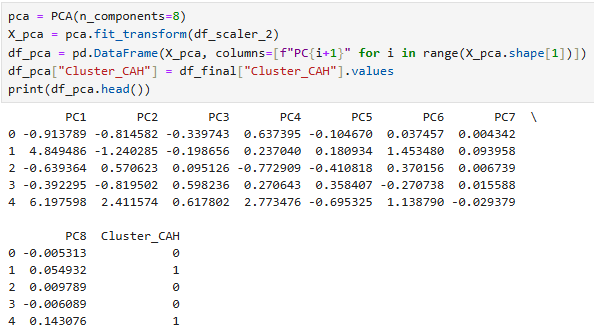 pca = PCA(n_components=8)
X_pca = pca.fit_transform(df_scaler_2)
df_pca = pd.DataFrame(X_pca, columns=[f"PC{i+1}" for i in range(X_pca.shape[1])])
df_pca["Cluster_CAH"] = df_final["Cluster_CAH"].values
print(df_pca.head())
PC1 PC2 PC3 PC4 PC5 PC6 PC7 \
0 -0.913789 -0.814582 -0.339743 0.637395 -0.104670 0.037457 0.004342
1 4.849486 -1.240285 -0.198656 0.237040 0.180934 1.453480 0.093958
2 -0.639364 0.570623 0.095126 -0.772909 -0.410818 0.370156 0.006739
3 -0.392295 -0.819502 0.598236 0.270643 0.358407 -0.270738 0.015588
4 6.197598 2.411574 0.617802 2.773476 -0.695325 1.138790 -0.029379
PC8 Cluster_CAH
0 -0.005313 0
1 0.054932 1
2 0.009789 0
3 -0.006089 0
4 0.143076 1